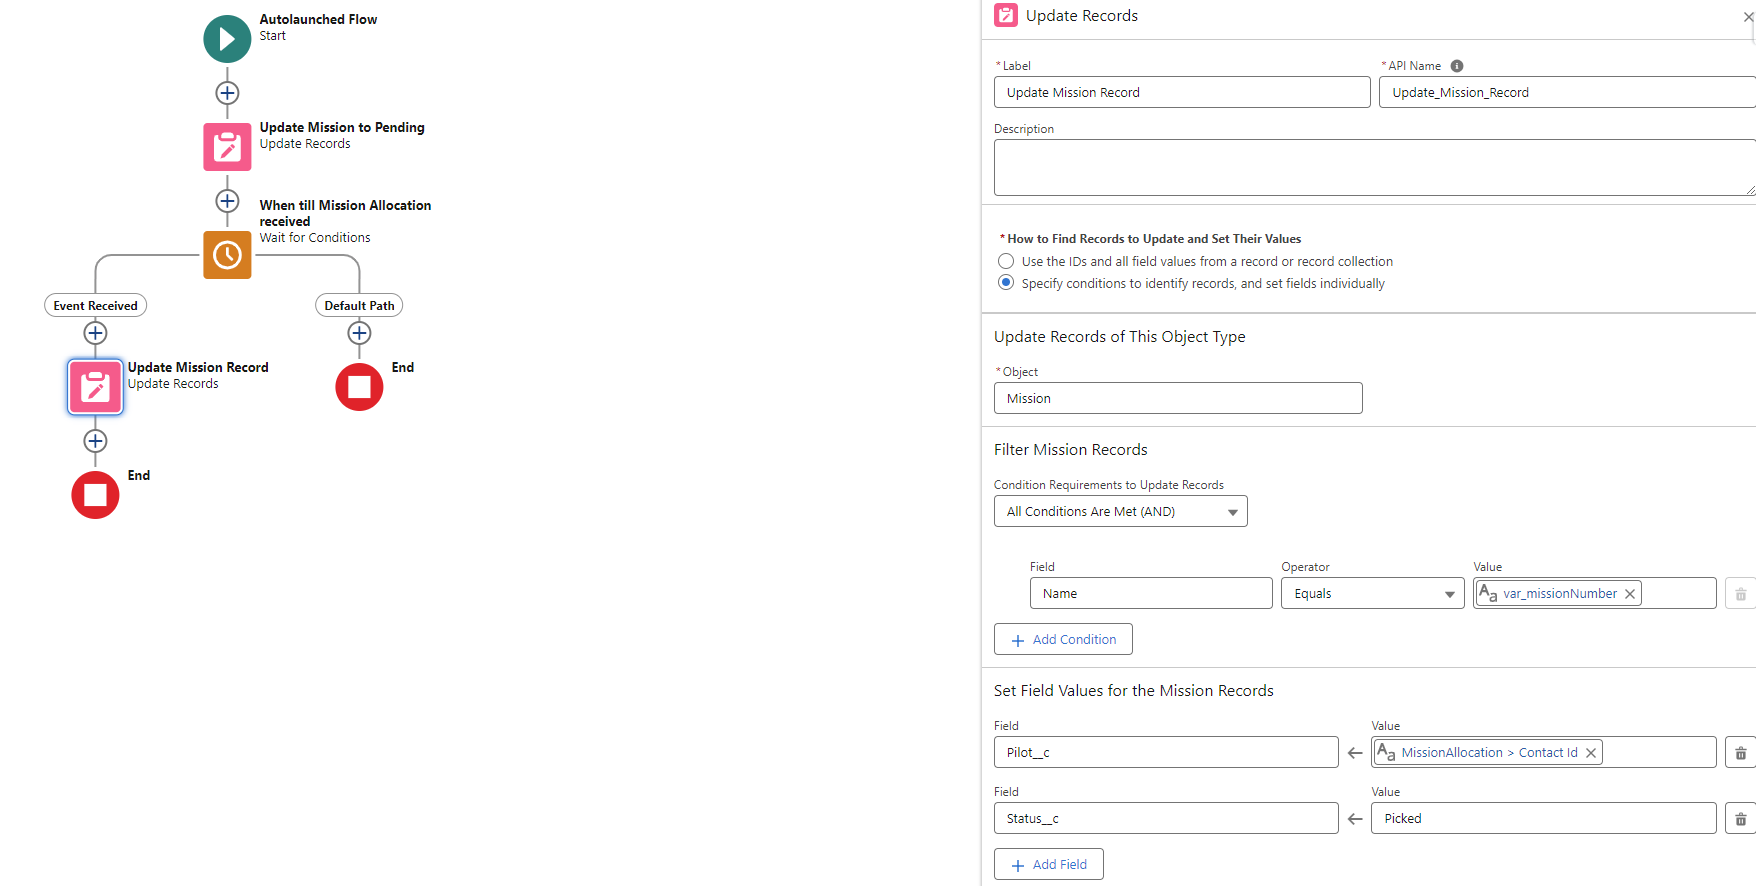 Autolaunched Flow
Start
Update Mission to Pending
Update Records
When till Mission Allocation
received
Wait for Conditions
Event Received
Default Path
Update Mission Record
Update Records
End
End
Update Records
* Label
* API Name
Update Mission Record
Update_Mission_Record
Description
* How to Find Records to Update and Set Their Values
Use the IDs and all field values from a record or record collection
Specify conditions to identify records, and set fields individually
Update Records of This Object Type
* Object
Mission
Filter Mission Records
Condition Requirements to Update Records
All Conditions Are Met (AND)
Field
Operator
Value
Name
Equals
Aa var_missionNumber
Add Condition
Set Field Values for the Mission Records
Field
Value
Pilot__c
Aa MissionAllocation > Contact Id
Field
Value
Status__c
Picked
Add Field